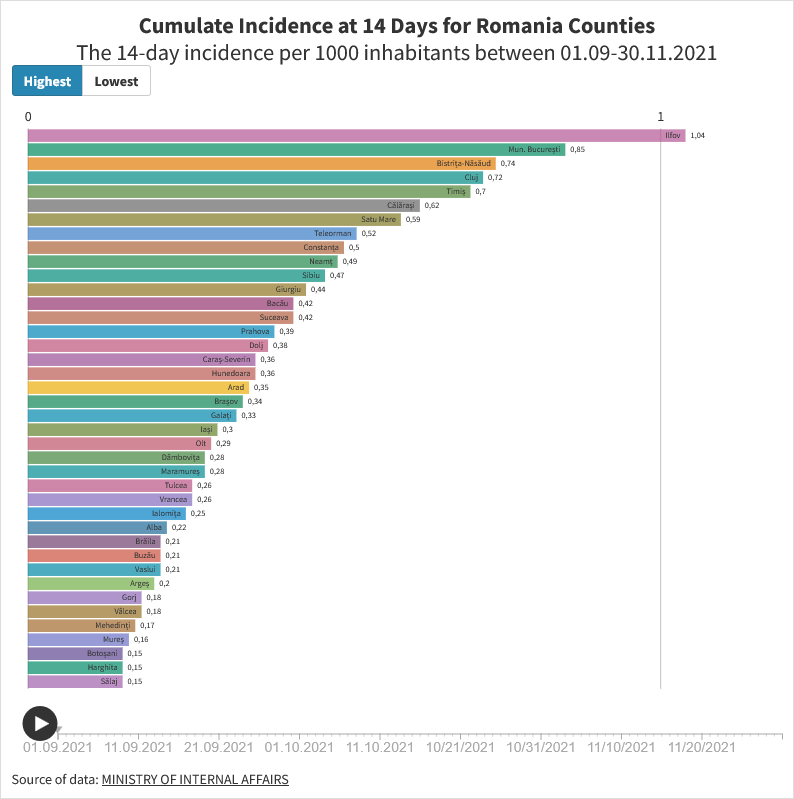 Cumulate Incidence at 14 Days for Romania Counties
The 14-day incidence per 1000 inhabitants between 01.09-30.11.2021
Highest Lowest
0 1
Ilfov 1,04
Mun. București 0,85
Bistrița-Năsăud 0,74
Cluj 0,72
Timiș 0,7
Călărași 0,62
Satu Mare 0,59
Teleorman 0,52
Constanța 0,5
Neamț 0,49
Sibiu 0,47
Giurgiu 0,44
Bacău 0,42
Suceava 0,42
Prahova 0,39
Dolj 0,38
Caraș-Severin 0,36
Hunedoara 0,36
Arad 0,35
Brașov 0,34
Galați 0,33
Iași 0,3
Olt 0,29
Dâmbovița 0,28
Maramureș 0,28
Tulcea 0,26
Vrancea 0,26
Ialomița 0,25
Alba 0,22
Brăila 0,21
Buzău 0,21
Vaslui 0,21
Argeș 0,2
Gorj 0,18
Vâlcea 0,18
Mehedinți 0,17
Mureș 0,16
Botoșani 0,15
Harghita 0,15
Sălaj 0,15
01.09.2021 11.09.2021 21.09.2021 01.10.2021 11.10.2021 10/21/2021 10/31/2021 11/10/2021 11/20/2021
Source of data: MINISTRY OF INTERNAL AFFAIRS